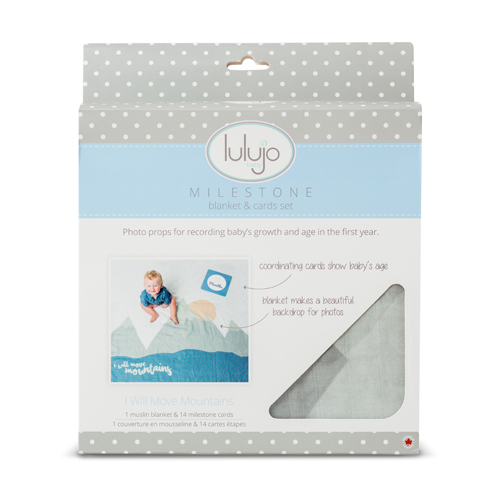 lulujo
baby
MILESTONE
blanket & cards set
Photo props for recording baby's growth and age in the first year.
coordinating cards show baby's age
blanket makes a beautiful
backdrop for photos
i will move
mountains
I Will Move Mountains
1 muslin blanket & 14 milestone cards
1 couverture en mousseline & 14 cartes étapes